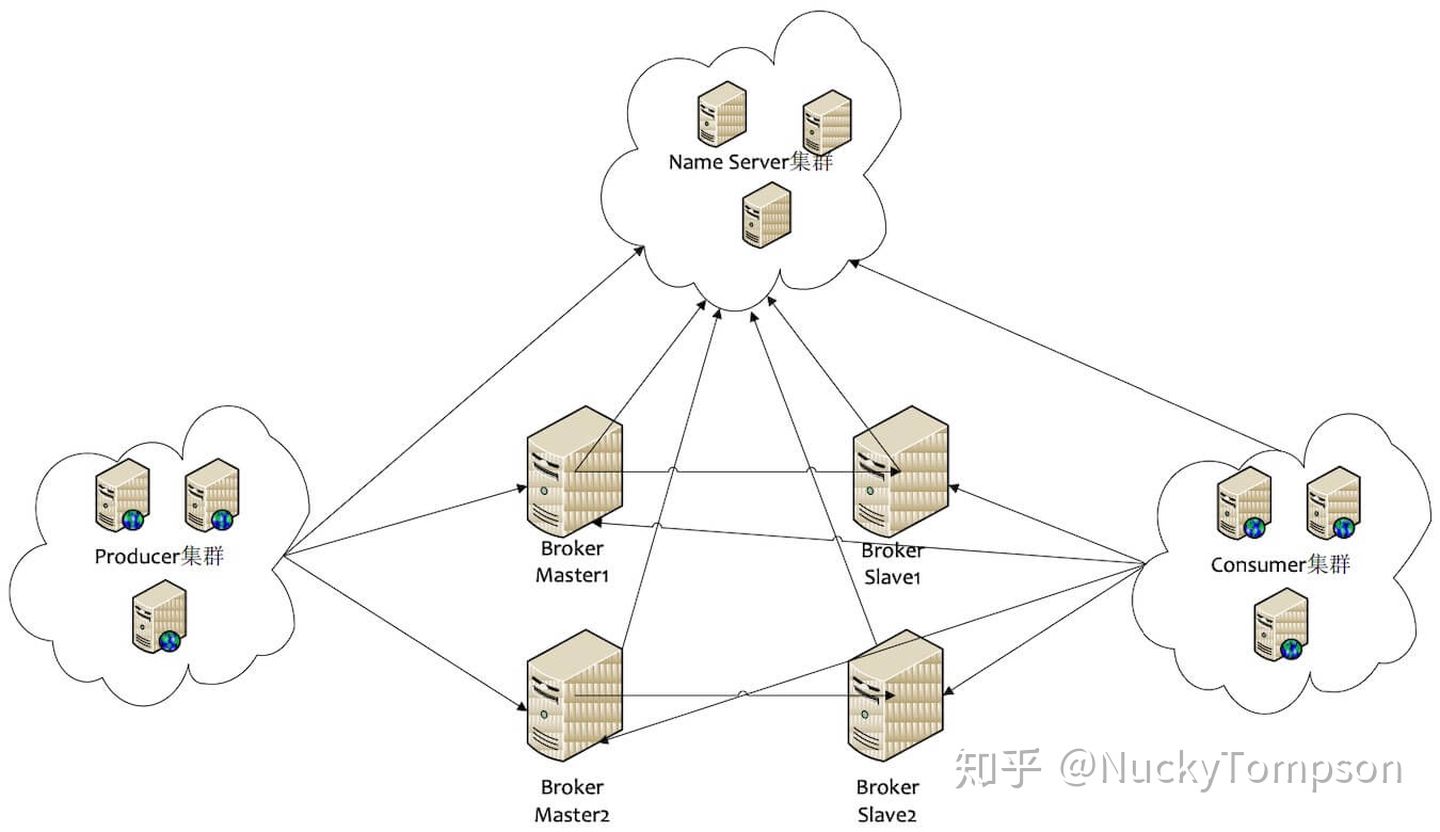 Name Server集群
Producer集群
Broker
Master1
Broker
Slave1
Consumer集群
Broker
Master2
Broker
Slave2
知乎 @NuckyTompson